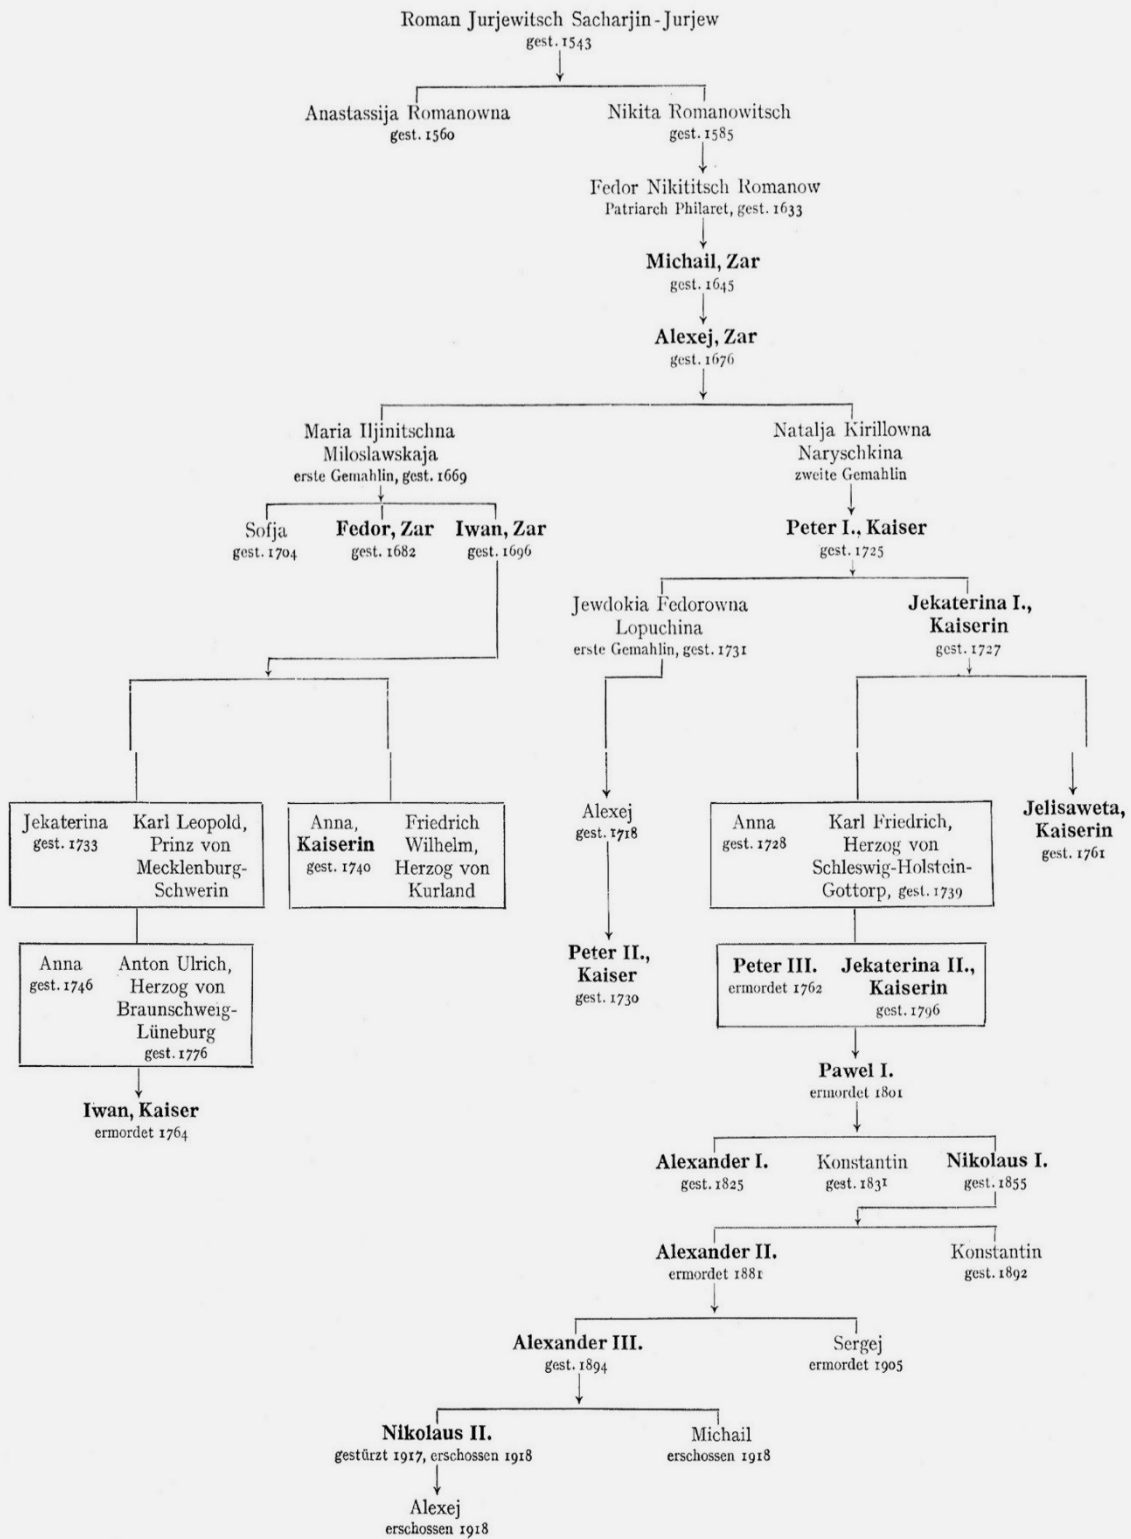 Roman Jurjewitsch Sacharjin-Jurjew
gest. 1543
Anastassija Romanowna
gest. 1560
Nikita Romanowitsch
gest. 1585
Fedor Nikititsch Romanow
Patriarch Philaret, gest. 1633
Michail, Zar
gest. 1645
Alexej, Zar
gest. 1676
Maria Iljinitschna
Miloslawskaja
erste Gemahlin, gest. 1669
Natalja Kirillowna
Naryschkina
zweite Gemahlin
Sofja
gest. 1704
Fedor, Zar
gest. 1682
Iwan, Zar
gest. 1696
Peter I., Kaiser
gest. 1725
Jewdokia Fedorowna
Lopuchina
erste Gemahlin, gest. 1731
Jekaterina I.,
Kaiserin
gest. 1727
Jekaterina
gest. 1733
Karl Leopold,
Prinz von
Mecklenburg-
Schwerin
Anna,
Kaiserin
gest. 1740
Friedrich
Wilhelm,
Herzog von
Kurland
Alexej
gest. 1718
Anna
gest. 1728
Karl Friedrich,
Herzog von
Schleswig-Holstein-
Gottorp, gest. 1739
Jelisaweta,
Kaiserin
gest. 1761
Anna
gest. 1746
Anton Ulrich,
Herzog von
Braunschweig-
Lüneburg
gest. 1776
Peter II.,
Kaiser
gest. 1730
Peter III.
ermordet 1762
Jekaterina II.,
Kaiserin
gest. 1796
Iwan, Kaiser
ermordet 1764
Pawel I.
ermordet 1801
Alexander I.
gest. 1825
Konstantin
gest. 1831
Nikolaus I.
gest. 1855
Alexander II.
ermordet 1881
Konstantin
gest. 1892
Alexander III.
gest. 1894
Sergej
ermordet 1905
Nikolaus II.
gestürzt 1917, erschossen 1918
Michail
erschossen 1918
Alexej
erschossen 1918